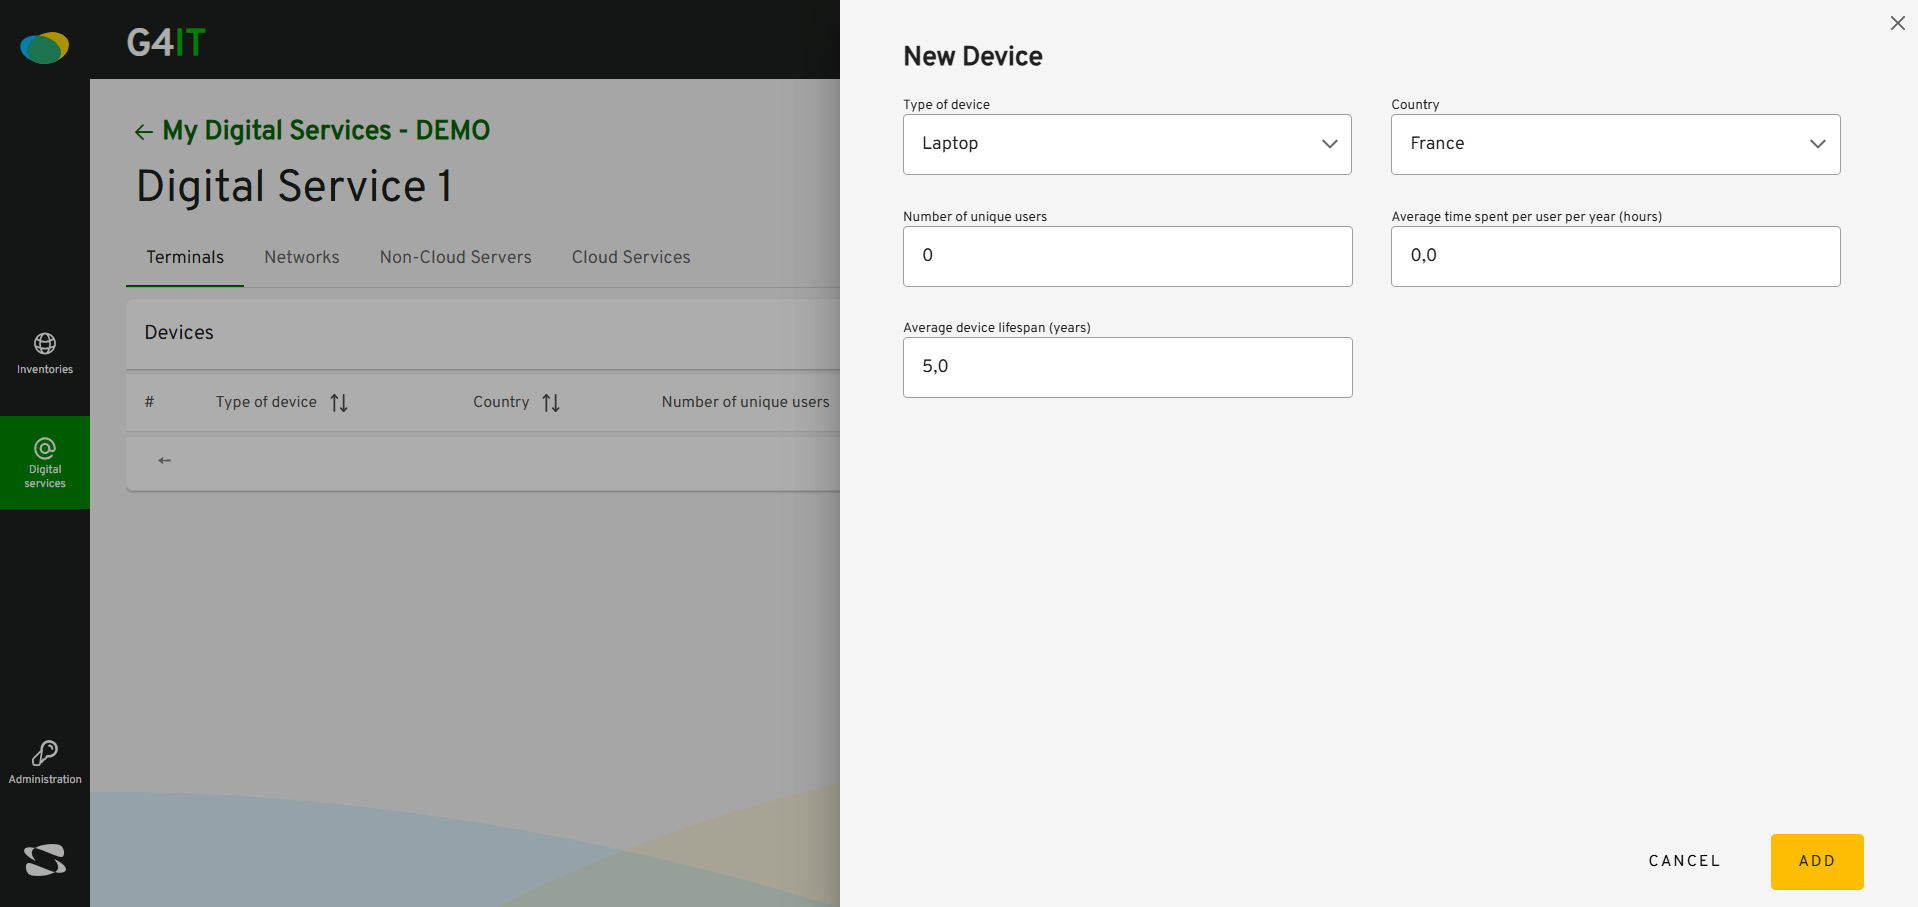 G4IT
My Digital Services - DEMO
Digital Service 1
Terminals Networks Non-Cloud Servers Cloud Services
Devices
# Type of device Country Number of unique users
Inventories
Digital
services
Administration
New Device
Type of device Country
Laptop France
Number of unique users Average time spent per user per year (hours)
0 0,0
Average device lifespan (years)
5,0
CANCEL ADD